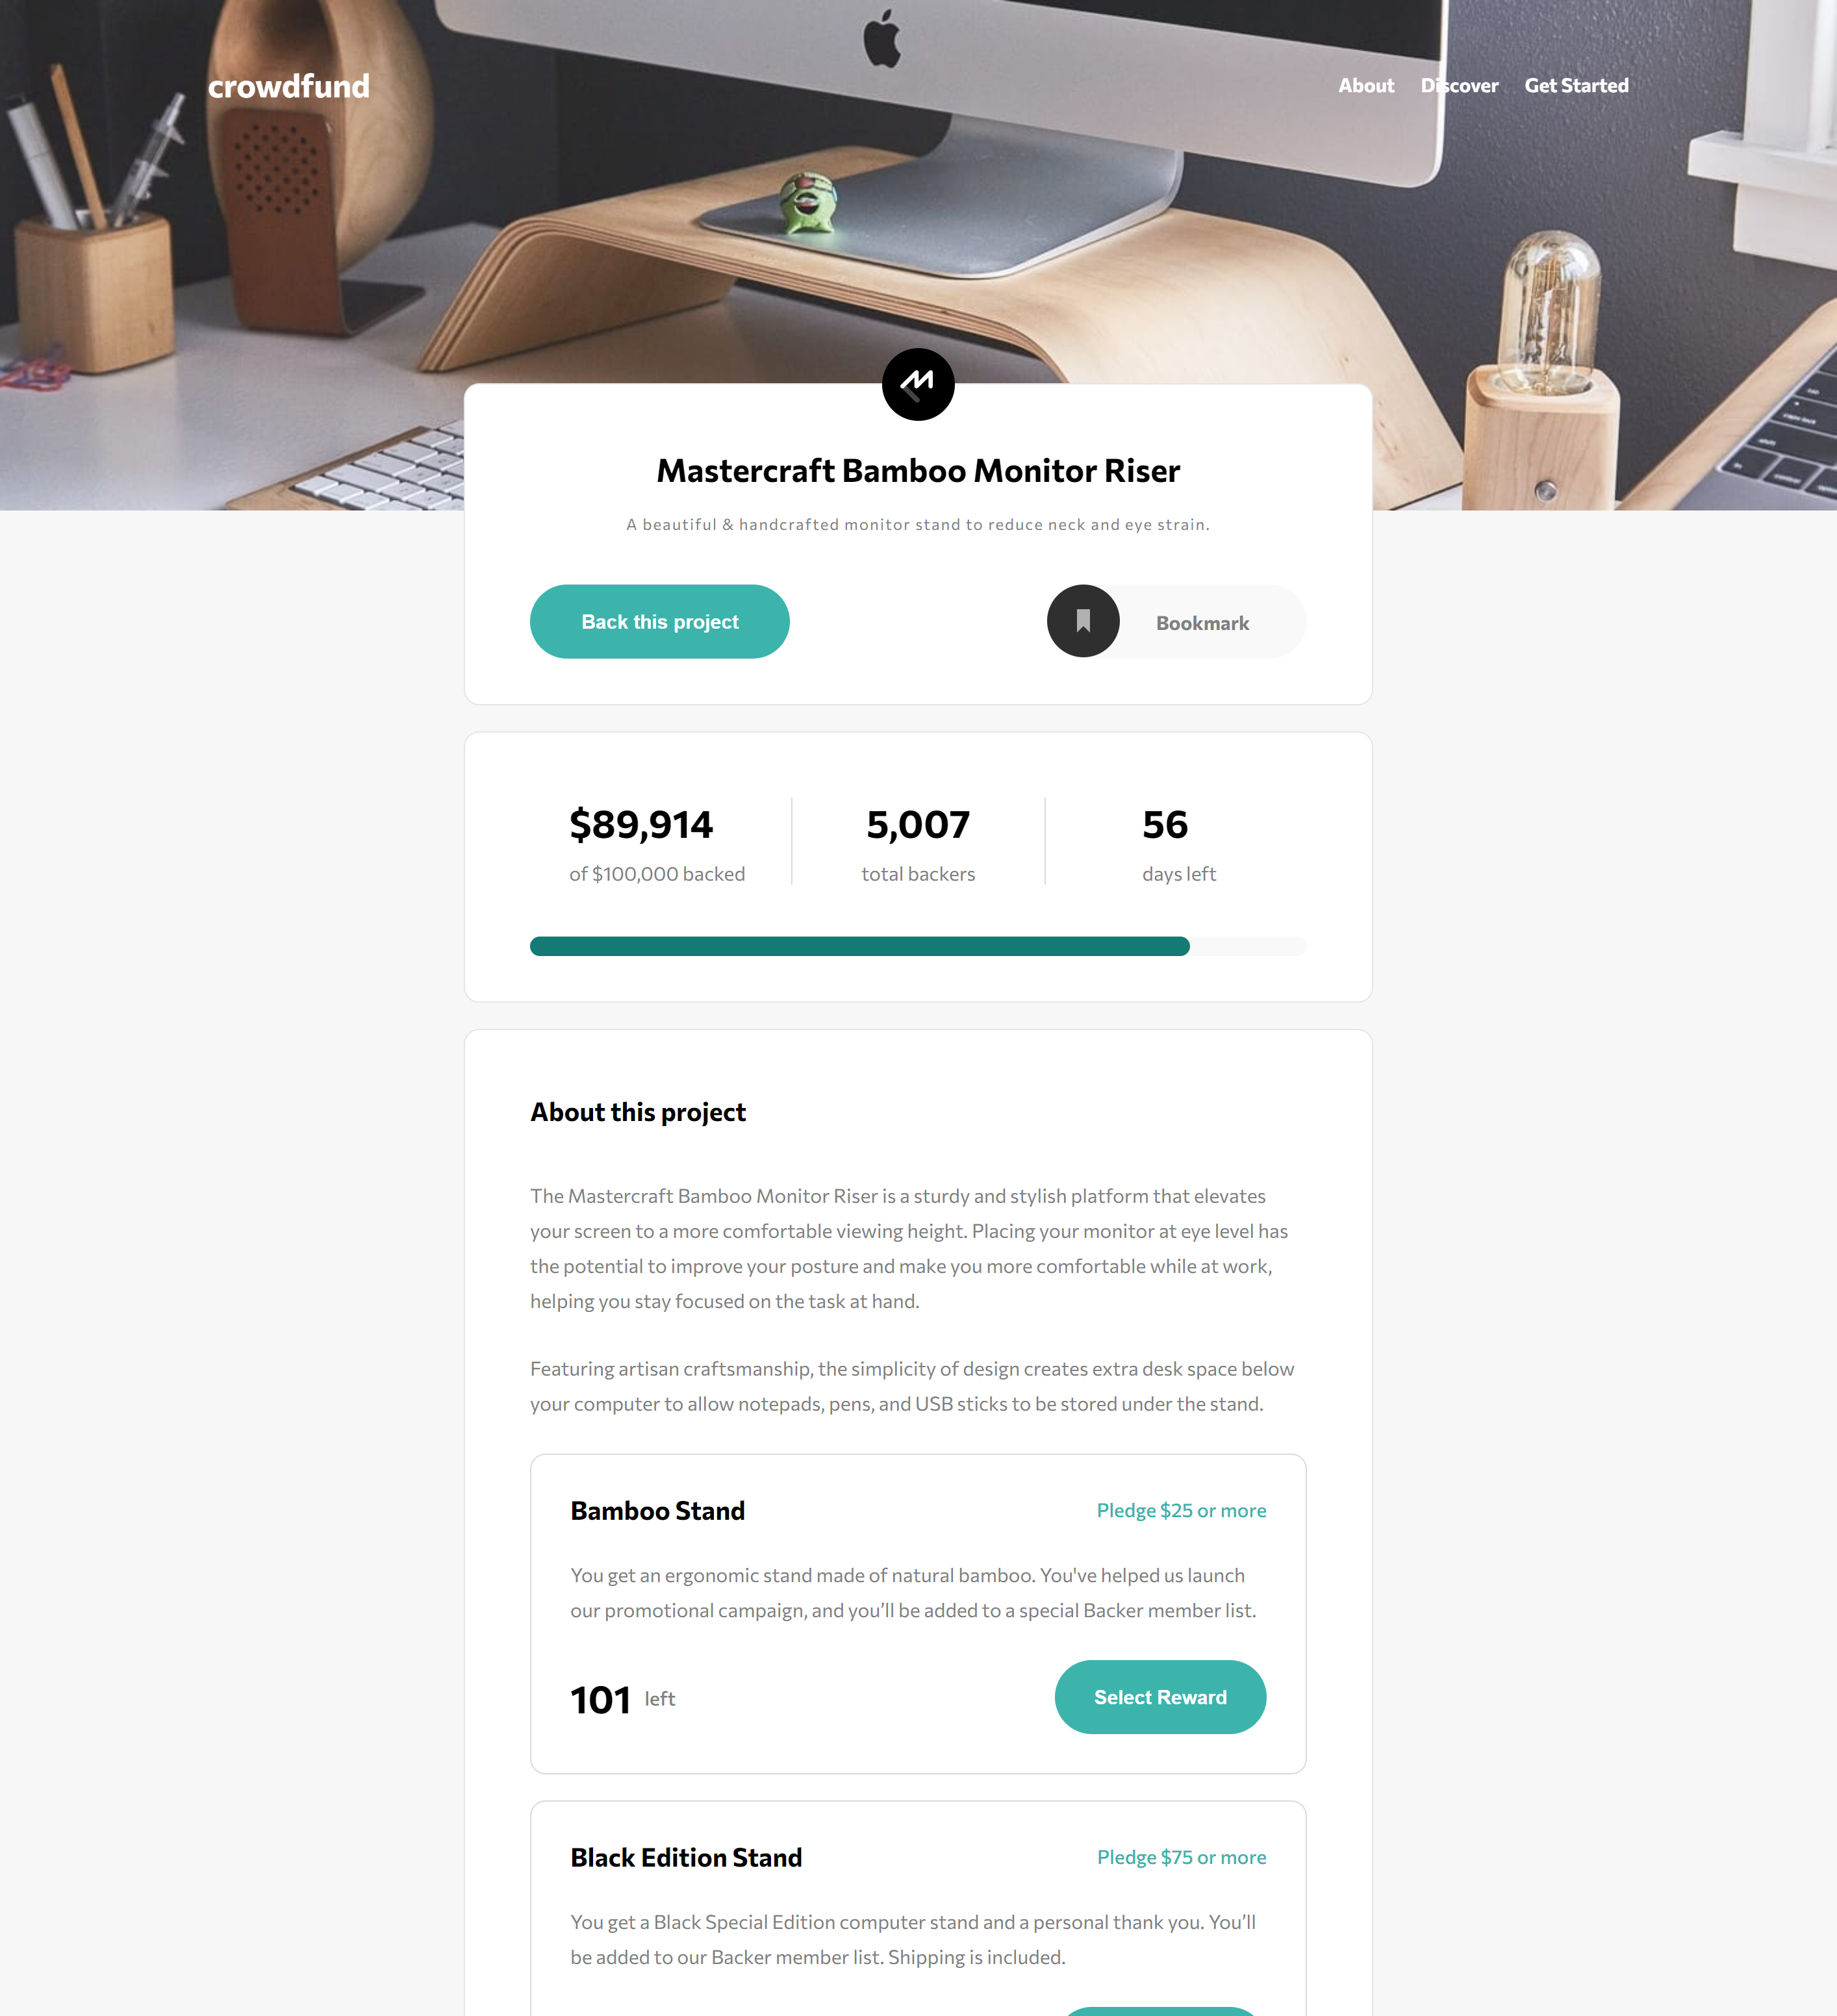 crowdfund
About Discover Get Started
Mastercraft Bamboo Monitor Riser
A beautiful & handcrafted monitor stand to reduce neck and eye strain.
Back this project
Bookmark
$89,914
of $100,000 backed
5,007
total backers
56
days left
About this project
The Mastercraft Bamboo Monitor Riser is a sturdy and stylish platform that elevates
your screen to a more comfortable viewing height. Placing your monitor at eye level has
the potential to improve your posture and make you more comfortable while at work,
helping you stay focused on the task at hand.
Featuring artisan craftsmanship, the simplicity of design creates extra desk space below
your computer to allow notepads, pens, and USB sticks to be stored under the stand.
Bamboo Stand
Pledge $25 or more
You get an ergonomic stand made of natural bamboo. You've helped us launch
our promotional campaign, and you’ll be added to a special Backer member list.
101 left
Select Reward
Black Edition Stand
Pledge $75 or more
You get a Black Special Edition computer stand and a personal thank you. You’ll
be added to our Backer member list. Shipping is included.